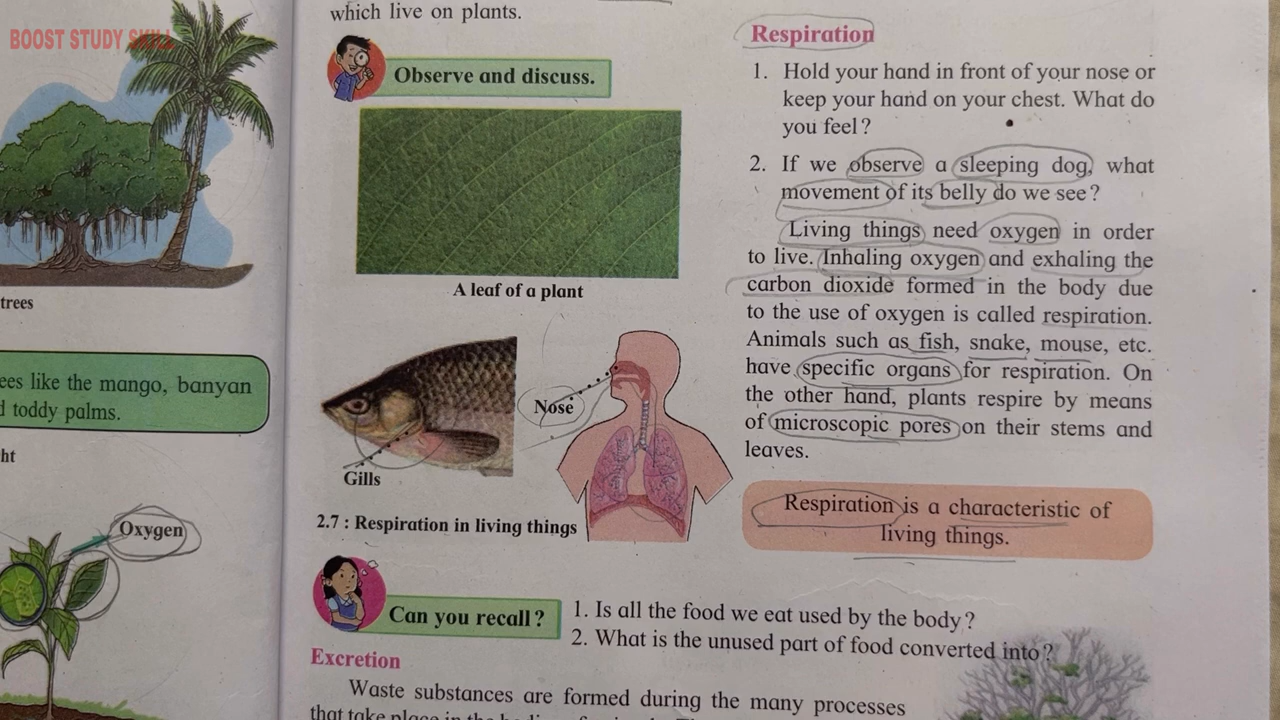 BOOST STUDY SKILL
trees
ees like the mango, banyan
d toddy palms.
ht
Oxygen
which live on plants.
Observe and discuss.
A leaf of a plant
Nose
Gills
2.7 : Respiration in living things
Respiration
1. Hold your hand in front of your nose or
keep your hand on your chest. What do
you feel?
2. If we observe a sleeping dog, what
movement of its belly do we see?
Living things need oxygen in order
to live. Inhaling oxygen and exhaling the
carbon dioxide formed in the body due
to the use of oxygen is called respiration.
Animals such as fish, snake, mouse, etc.
have specific organs for respiration. On
the other hand, plants respire by means
of microscopic pores on their stems and
leaves.
Respiration is a characteristic of
living things.
Can you recall?
1. Is all the food we eat used by the body?
2. What is the unused part of food converted into?
Excretion
Waste substances are formed during the many processes
that take place in the